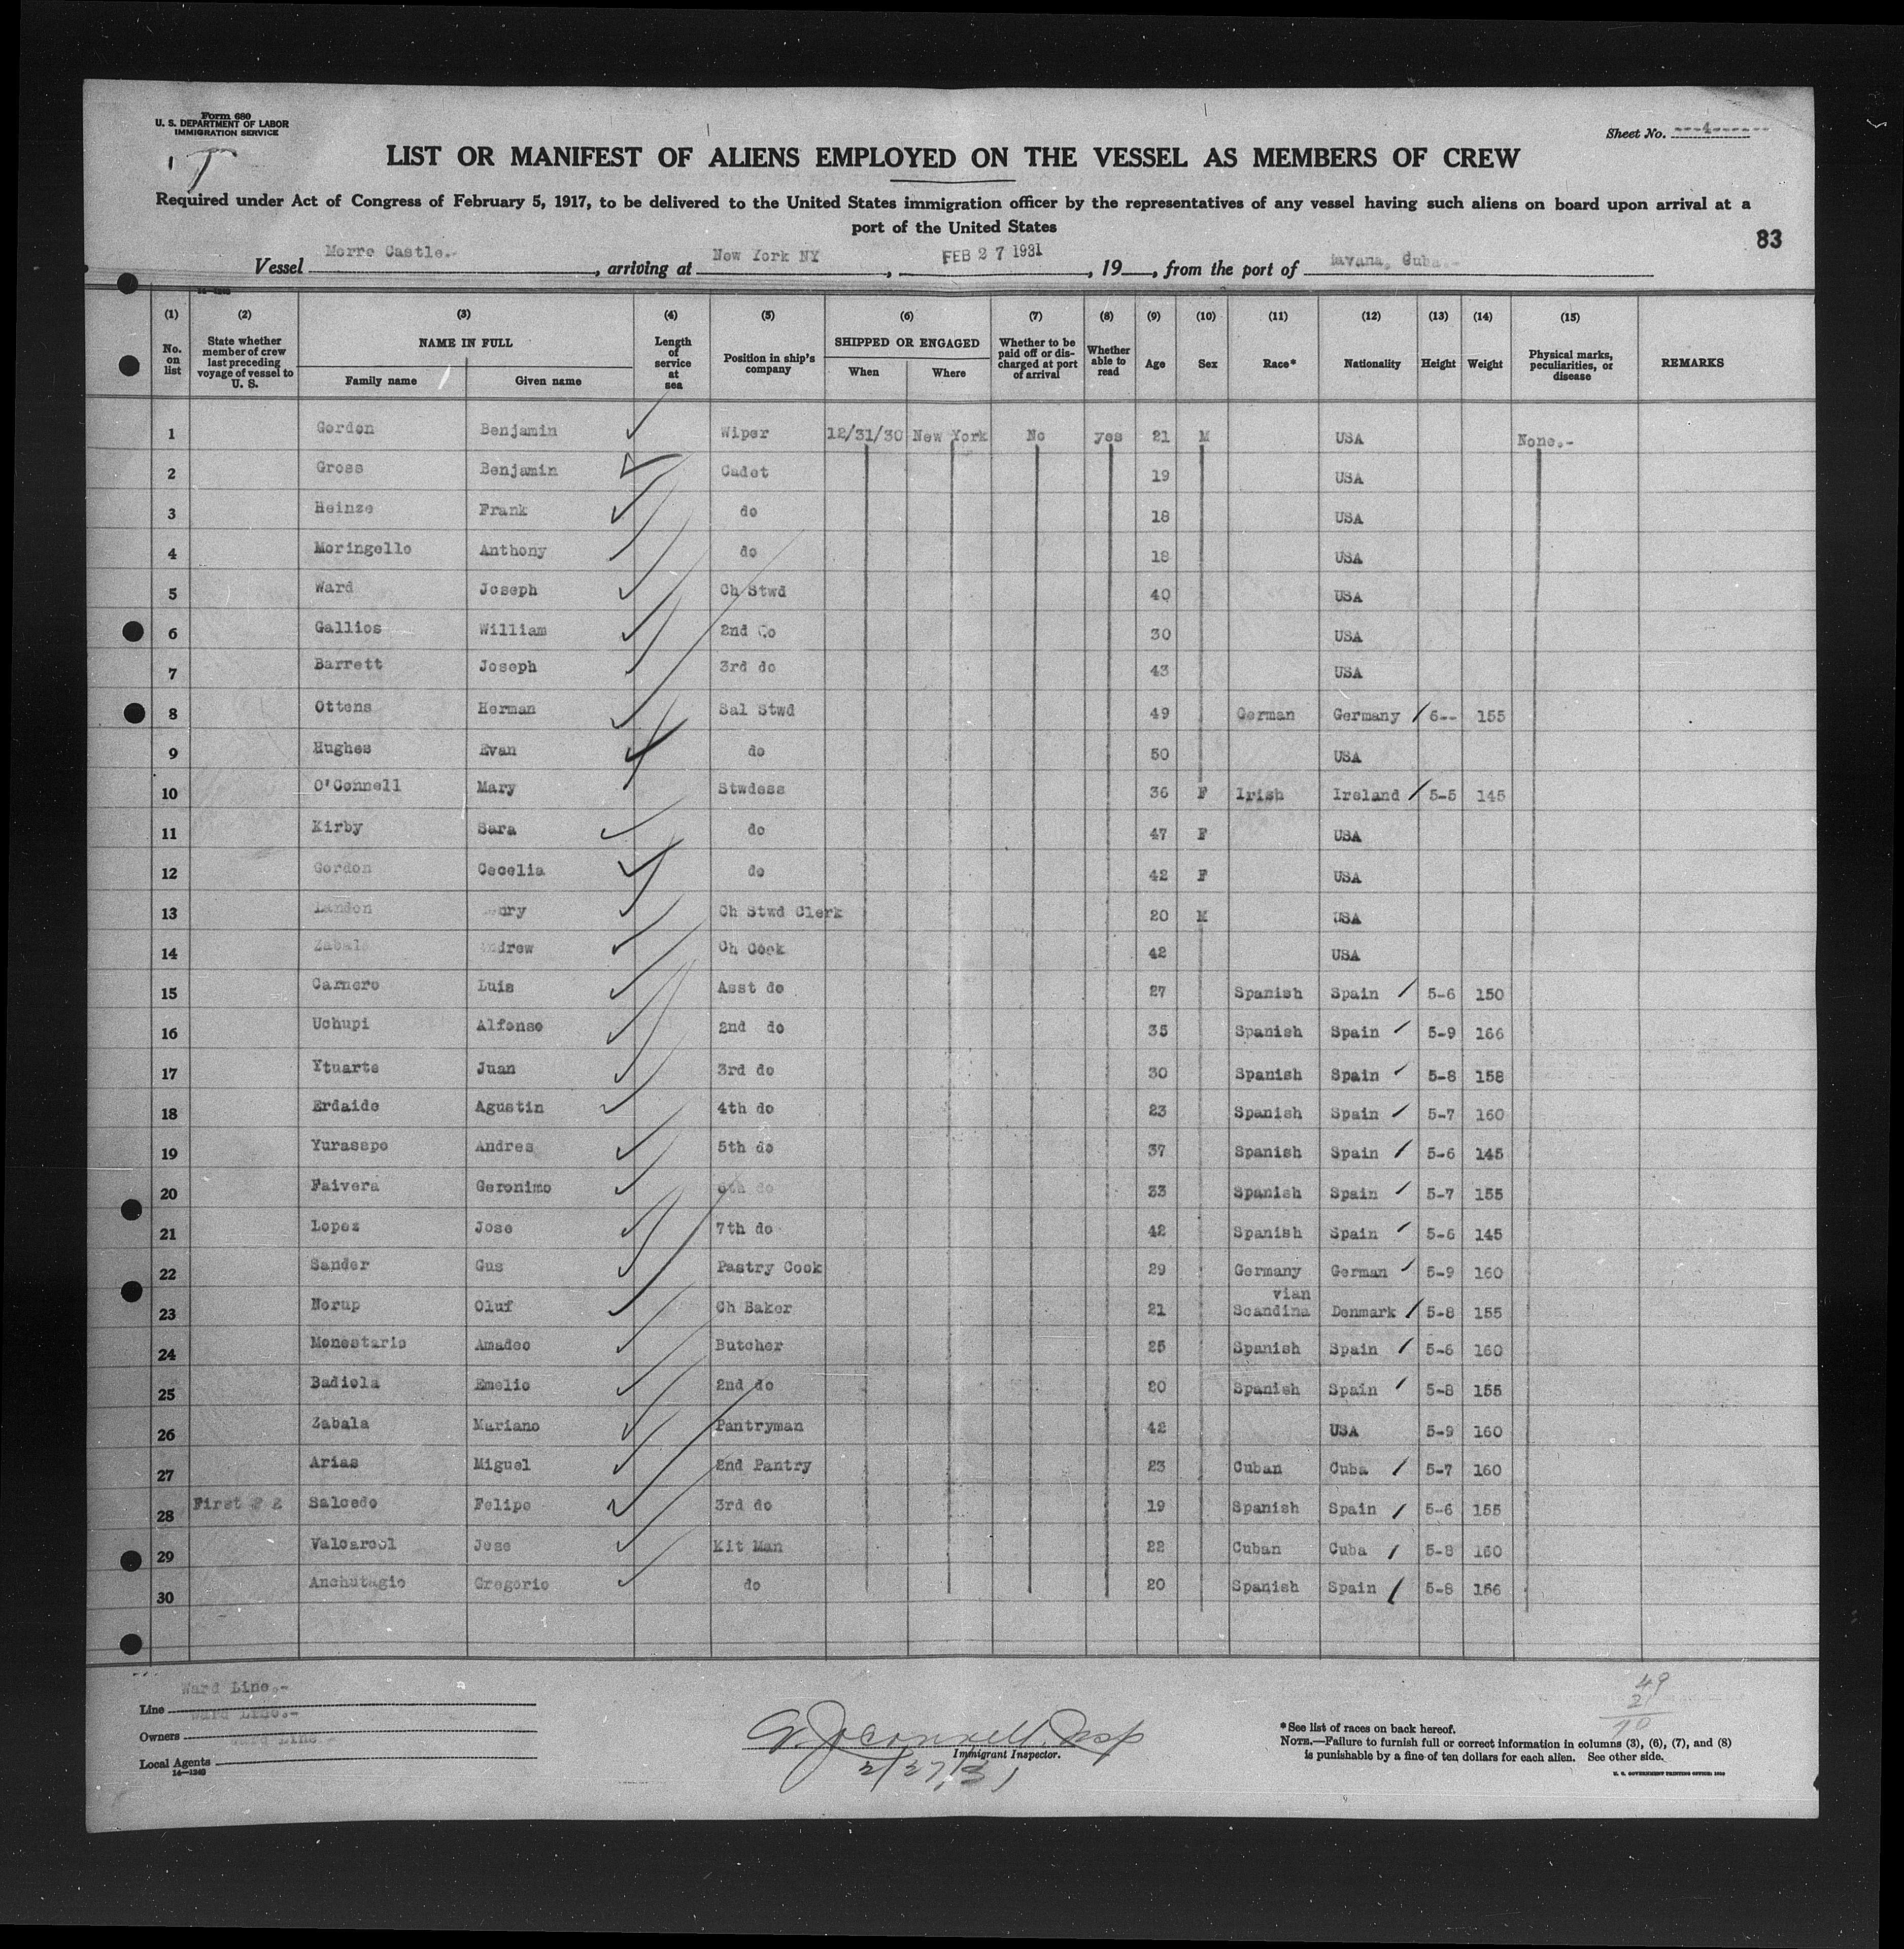 Form 680
U. S. DEPARTMENT OF LABOR
IMMIGRATION SERVICE
Sheet No. ---4------
LIST OR MANIFEST OF ALIENS EMPLOYED ON THE VESSEL AS MEMBERS OF CREW
Required under Act of Congress of February 5, 1917, to be delivered to the United States immigration officer by the representatives of any vessel having such aliens on board upon arrival at a
port of the United States
83
Vessel Morro Castle.-, arriving at New York NY, FEB 27 1931, 19__, from the port of Havana, Cuba.-
(1) (2) (3) (4) (5) (6) (7) (8) (9) (10) (11) (12) (13) (14) (15)
No. on list State whether member of crew last preceding voyage of vessel to U. S. NAME IN FULL Family name Given name Length of service at sea Position in ship's company SHIPPED OR ENGAGED When Where Whether to be paid off or discharged at port of arrival Whether able to read Age Sex Race* Nationality Height Weight Physical marks, peculiarities, or disease REMARKS
1 Gordon Benjamin Wiper 12/31/30 New York No yes 21 M USA None.-
2 Gross Benjamin Cadet 19 USA
3 Heinze Frank do 18 USA
4 Moringello Anthony do 18 USA
5 Ward Joseph Ch Stwd 40 USA
6 Gallios William 2nd do 30 USA
7 Barrett Joseph 3rd do 43 USA
8 Ottens Herman Sal Stwd 49 German Germany 6-- 155
9 Hughes Evan do 50 USA
10 O'Connell Mary Stwdess 36 F Irish Ireland 5-5 145
11 Kirby Sara do 47 F USA
12 Gordon Cecelia do 42 F USA
13 Landon Ch Stwd Clerk 20 M USA
14 Zabala Andrew Ch Cook 42 USA
15 Carnero Luis Asst do 27 Spanish Spain 5-6 150
16 Uchupi Alfonso 2nd do 35 Spanish Spain 5-9 166
17 Ytuarte Juan 3rd do 30 Spanish Spain 5-8 158
18 Erdaide Agustin 4th do 23 Spanish Spain 5-7 160
19 Yuraspe Andres 5th do 37 Spanish Spain 5-6 145
20 Faivera Geronimo 6th do 33 Spanish Spain 5-7 155
21 Lopez Jose 7th do 42 Spanish Spain 5-6 145
22 Sander Gus Pastry Cook 29 Germany German 5-9 160
23 Norup Oluf Ch Baker 21 Scandina vian Denmark 5-8 155
24 Monestario Amadeo Butcher 25 Spanish Spain 5-6 160
25 Badiola Emelio 2nd do 20 Spanish Spain 5-8 155
26 Zabala Mariano Pantryman 42 USA 5-9 160
27 Arias Miguel 2nd Pantry 23 Cuban Cuba 5-7 160
28 First Salcedo Felipe 3rd do 19 Spanish Spain 5-6 155
29 Valcarcel Jose Kit Man 22 Cuban Cuba 5-8 160
30 Anchutagio Gregorio do 20 Spanish Spain 5-8 156
Line Ward Line.-
Owners Ward Line.-
Local Agents Ward Line.-
14—1240
Immigrant Inspector.
2/27/31
49
*See list of races on back hereof.
NOTE.—Failure to furnish full or correct information in columns (3), (6), (7), and (8)
is punishable by a fine of ten dollars for each alien. See other side.